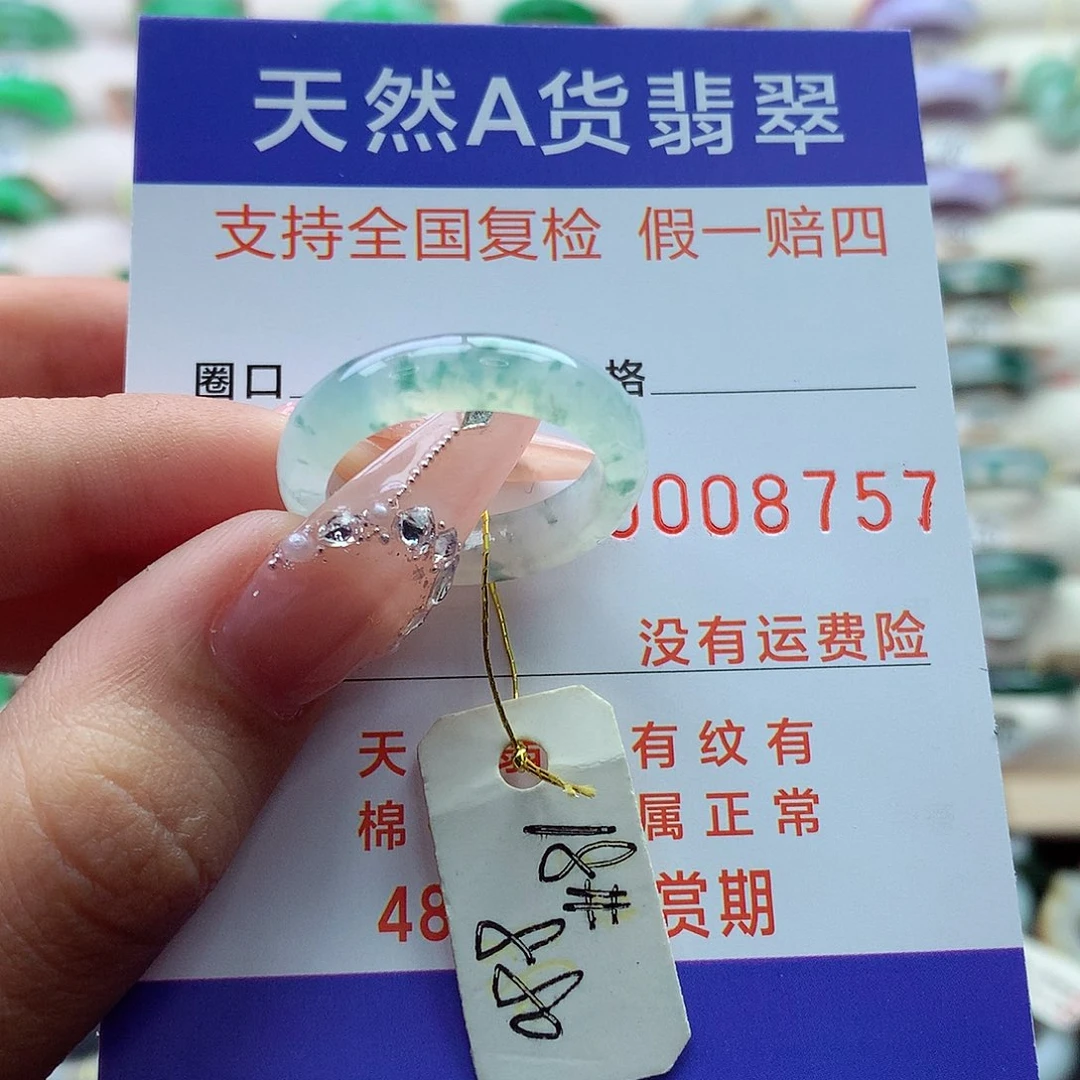 天然A货翡翠
支持全国复检 假一赔四
圈口 格
008757
没有运费险
天 有纹有
棉 属正常
48 赏期
18#